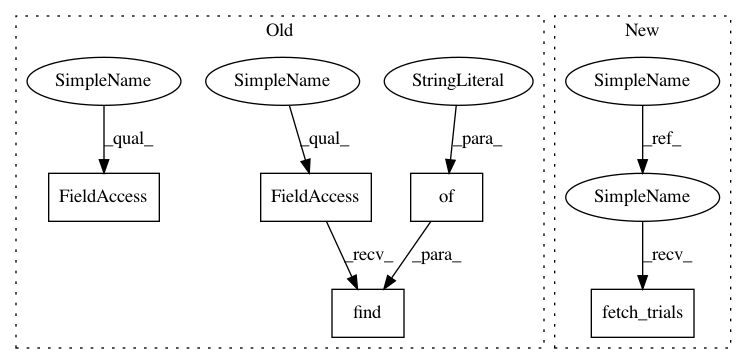 Old
New
SimpleName
SimpleName
StringLiteral
SimpleName
_qual_
_qual_
_para_
_ref_
FieldAccess
FieldAccess
of
SimpleName
_recv_
_para_
_recv_
find
fetch_trials